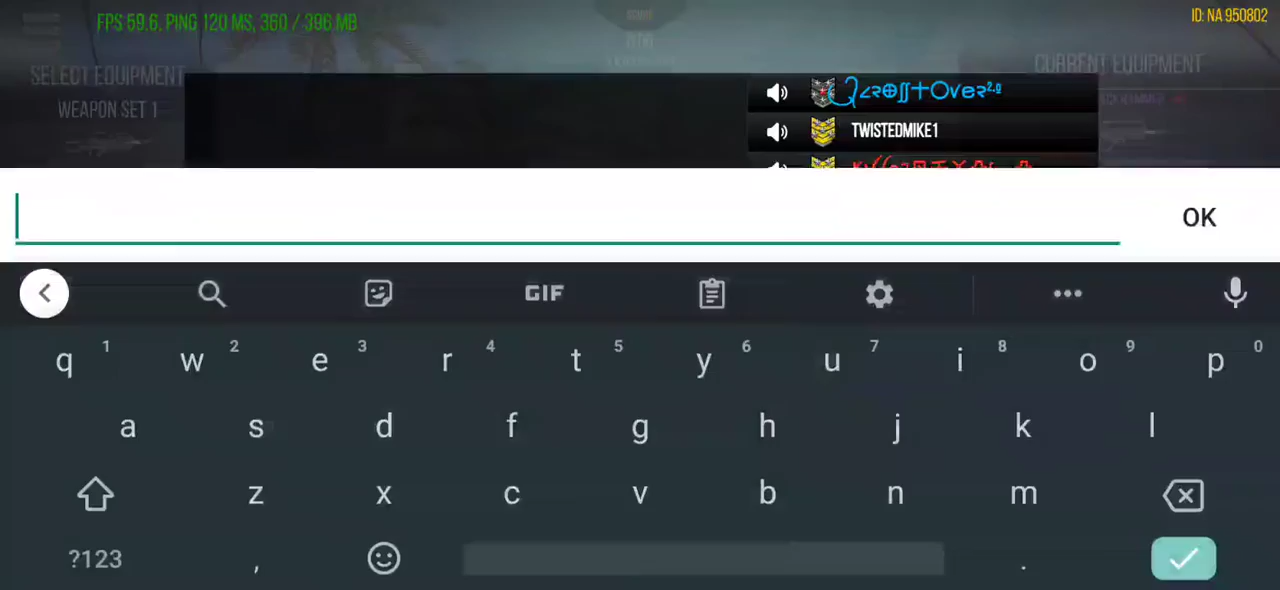 FPS 59.6, PING 120 MS, 360 / 396 MB
ID: NA 950802
SELECT EQUIPMENT
CURRENT EQUIPMENT
WEAPON SET 1
TWISTEDMIKE1
OK
GIF
q 1 w 2 e 3 r 4 t 5 y 6 u 7 i 8 o 9 p 0
a s d f g h j k l
z x c v b n m
?123 , .